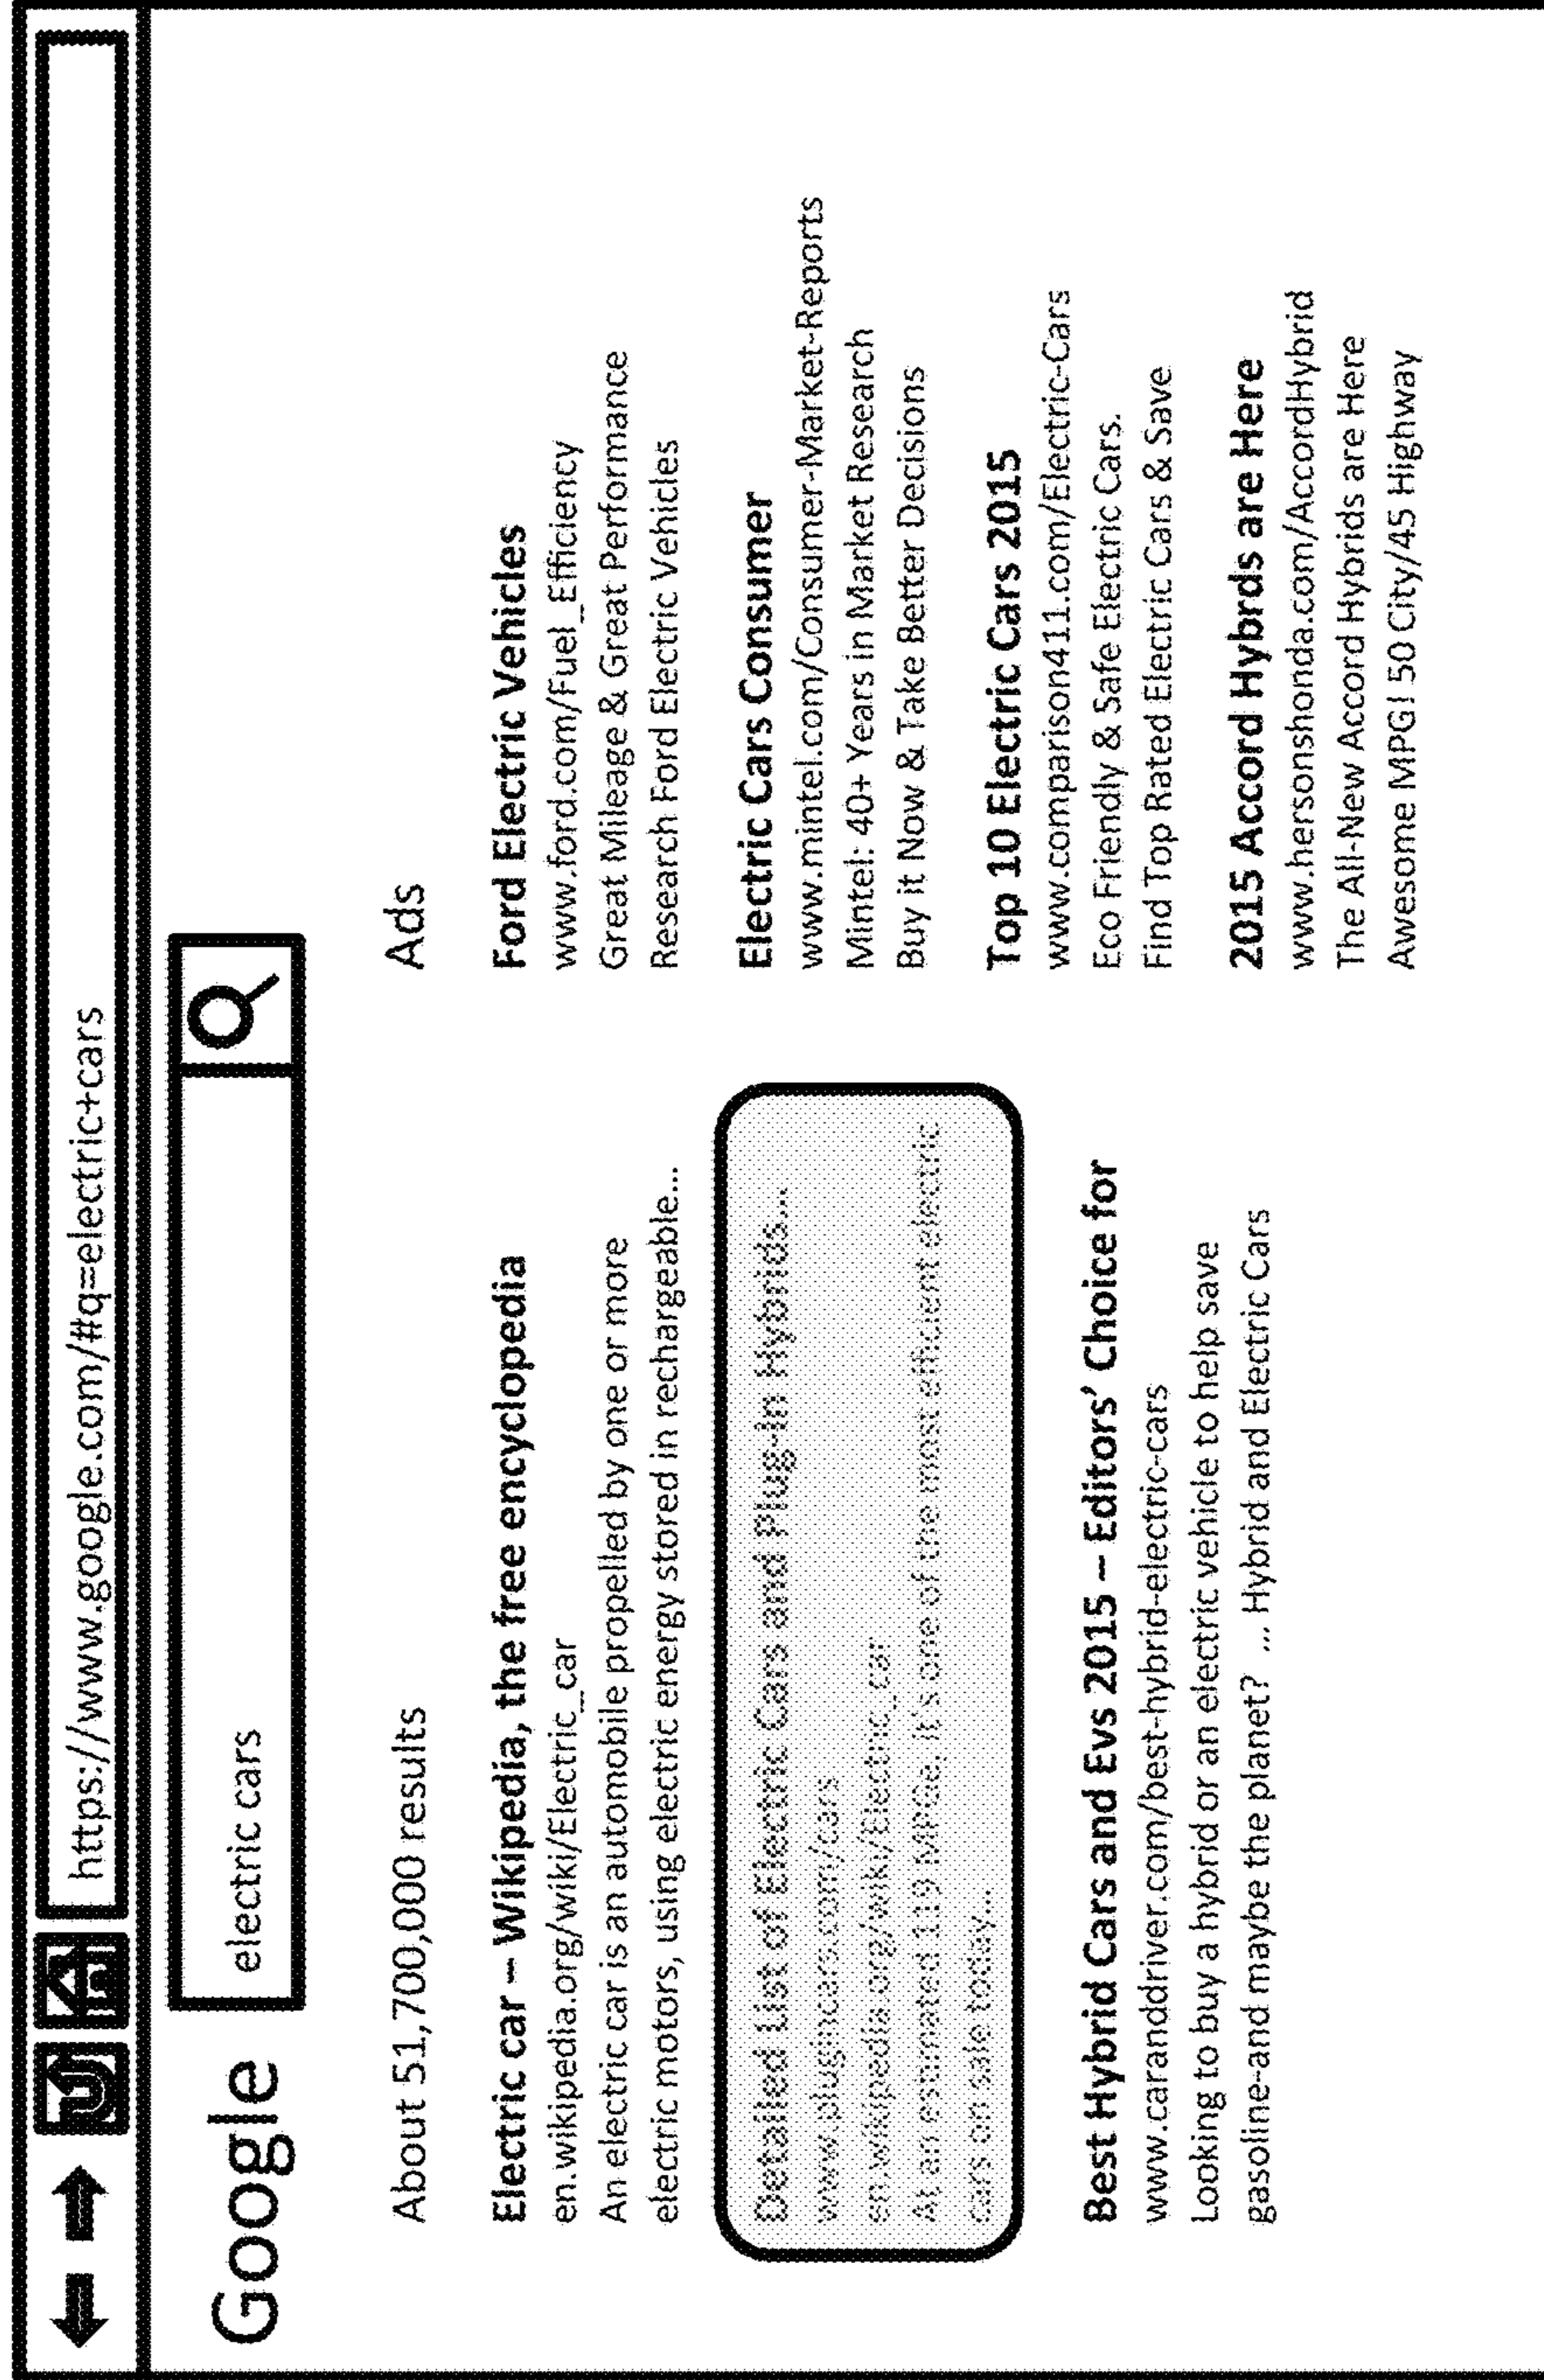 https://www.google.com/#q=electric+cars
Google
electric cars
About 51,700,000 results
Electric car – Wikipedia, the free encyclopedia
en.wikipedia.org/wiki/Electric_car
An electric car is an automobile propelled by one or more
electric motors, using electric energy stored in rechargeable...
Detailed List of Electric Cars and Plug-In Hybrids...
www.plugincars.com/cars
en.wikipedia.org/wiki/Electric_car
At an estimated 119 MPGe, it's one of the most efficient electric
cars on sale today...
Best Hybrid Cars and Evs 2015 – Editors' Choice for
www.caranddriver.com/best-hybrid-electric-cars
Looking to buy a hybrid or an electric vehicle to help save
gasoline-and maybe the planet? ... Hybrid and Electric Cars
Ads
Ford Electric Vehicles
www.ford.com/Fuel_Efficiency
Great Mileage & Great Performance
Research Ford Electric Vehicles
Electric Cars Consumer
www.mintel.com/Consumer-Market-Reports
Mintel: 40+ Years in Market Research
Buy it Now & Take Better Decisions
Top 10 Electric Cars 2015
www.comparison411.com/Electric-Cars
Eco Friendly & Safe Electric Cars.
Find Top Rated Electric Cars & Save
2015 Accord Hybrds are Here
www.hersonshonda.com/AccordHybrid
The All-New Accord Hybrids are Here
Awesome MPG! 50 City/45 Highway